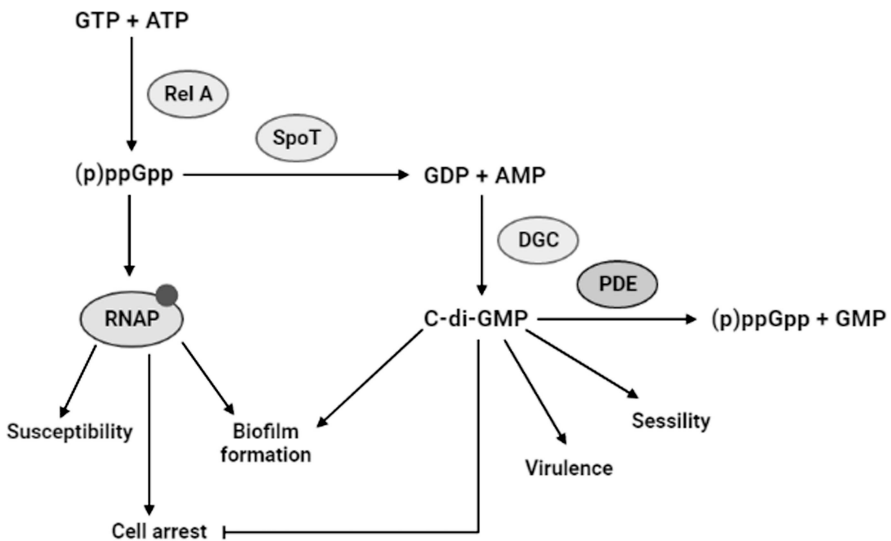 GTP + ATP
Rel A
SpoT
(p)ppGpp
GDP + AMP
DGC
PDE
RNAP
C-di-GMP
(p)ppGpp + GMP
Susceptibility
Biofilm
formation
Sessility
Virulence
Cell arrest